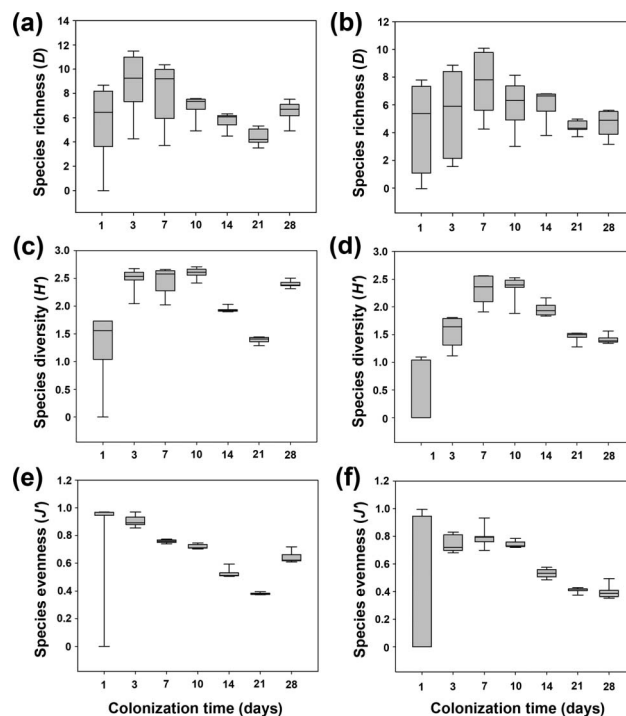 (a)
Species richness (D)
14
12
10
8
6
4
2
0
1 3 7 10 14 21 28
(b)
Species richness (D)
12
10
8
6
4
2
0
1 3 7 10 14 21 28
(c)
Species diversity (H')
3.0
2.5
2.0
1.5
1.0
0.5
0
1 3 7 10 14 21 28
(d)
Species diversity (H')
3.0
2.5
2.0
1.5
1.0
0.5
0
1 3 7 10 14 21 28
(e)
Species evenness (J')
1.2
1.0
0.8
0.6
0.4
0.2
0
1 3 7 10 14 21 28
Colonization time (days)
(f)
Species evenness (J')
1.2
1.0
0.8
0.6
0.4
0.2
0
1 3 7 10 14 21 28
Colonization time (days)